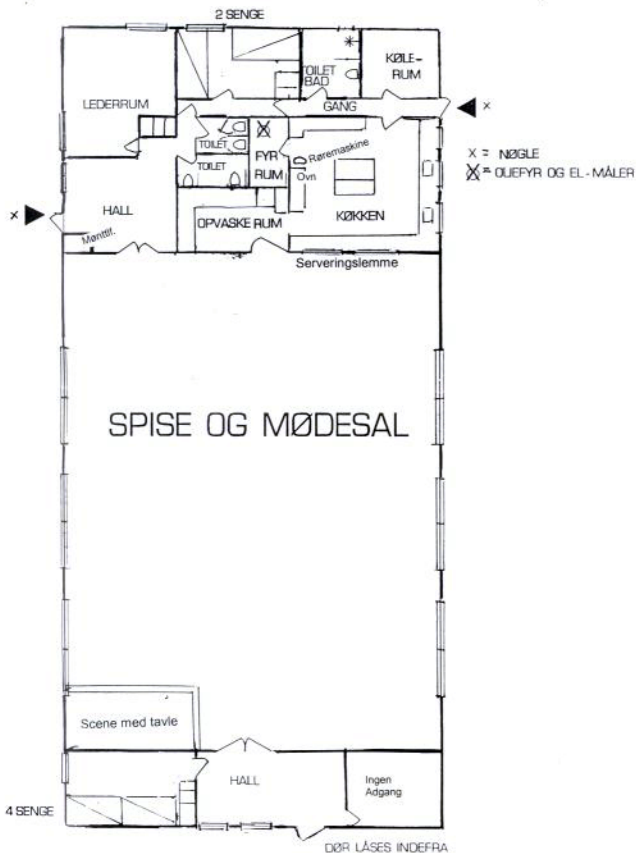 2 SENGE
LEDERRUM
TOILET
BAD
KØLE-
RUM
GANG
X
TOILET
FYR
RUM
Røremaskine
Ovn
TOILET
X = NØGLE
X = OLIEFYR OG EL-MÅLER
X
HALL
Mønttlf.
OPVASKE RUM
KØKKEN
Serveringslemme
SPISE OG MØDESAL
Scene med tavle
HALL
Ingen
Adgang
4 SENGE
DØR LÅSES INDEFRA